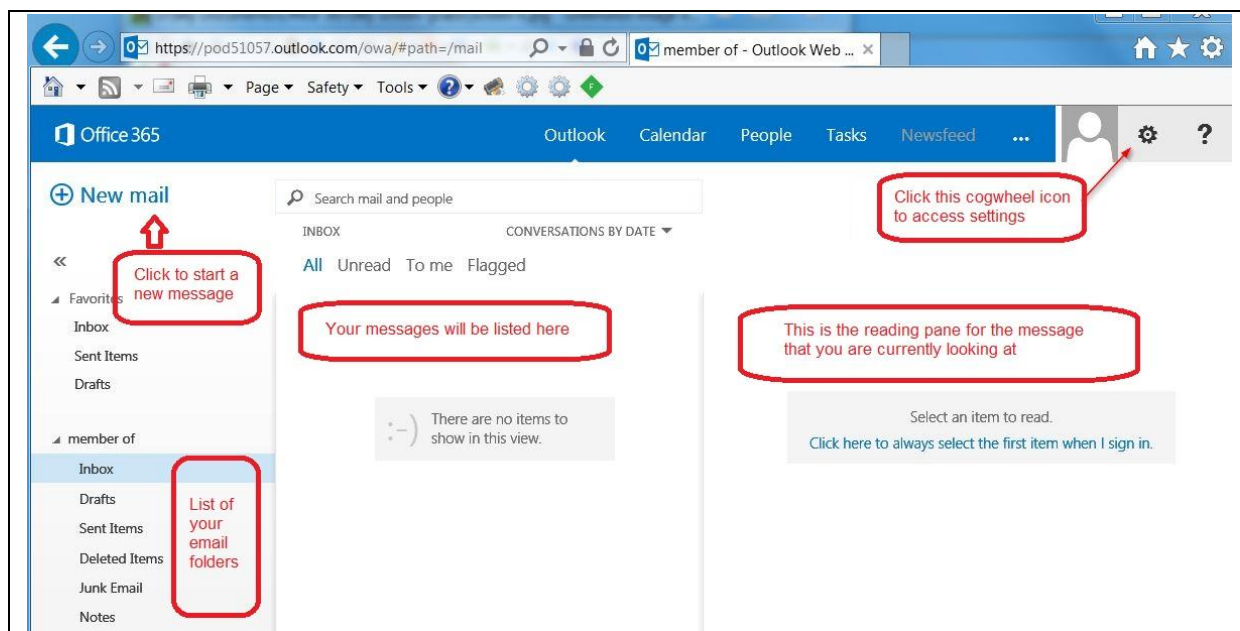 https://pod51057.outlook.com/owa/#path=/mail
member of - Outlook Web ...
Page Safety Tools
Office 365
Outlook Calendar People Tasks Newsfeed ... ?
New mail
Search mail and people
Click this cogwheel icon
to access settings
INBOX CONVERSATIONS BY DATE
All Unread To me Flagged
Click to start a
new message
«
Favorites
Inbox
Sent Items
Drafts
Your messages will be listed here
This is the reading pane for the message
that you are currently looking at
:-)
There are no items to
show in this view.
Select an item to read.
Click here to always select the first item when I sign in.
member of
Inbox
Drafts
Sent Items
Deleted Items
Junk Email
Notes
List of
your
email
folders